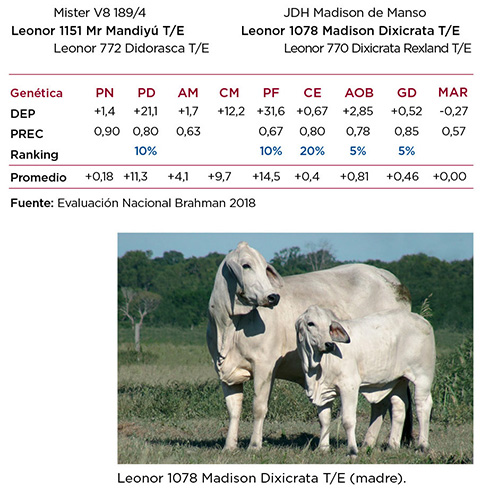 Mister V8 189/4 JDH Madison de Manso
Leonor 1151 Mr Mandiyú T/E Leonor 1078 Madison Dixicrata T/E
Leonor 772 Didorasca T/E Leonor 770 Dixicrata Rexland T/E
Genética PN PD AM CM PF CE AOB GD MAR
DEP +1,4 +21,1 +1,7 +12,2 +31,6 +0,67 +2,85 +0,52 -0,27
PREC 0,90 0,80 0,63 0,67 0,80 0,78 0,85 0,57
Ranking 10% 10% 20% 5% 5%
Promedio +0,18 +11,3 +4,1 +9,7 +14,5 +0,4 +0,81 +0,46 +0,00
Fuente: Evaluación Nacional Brahman 2018
Leonor 1078 Madison Dixicrata T/E (madre).